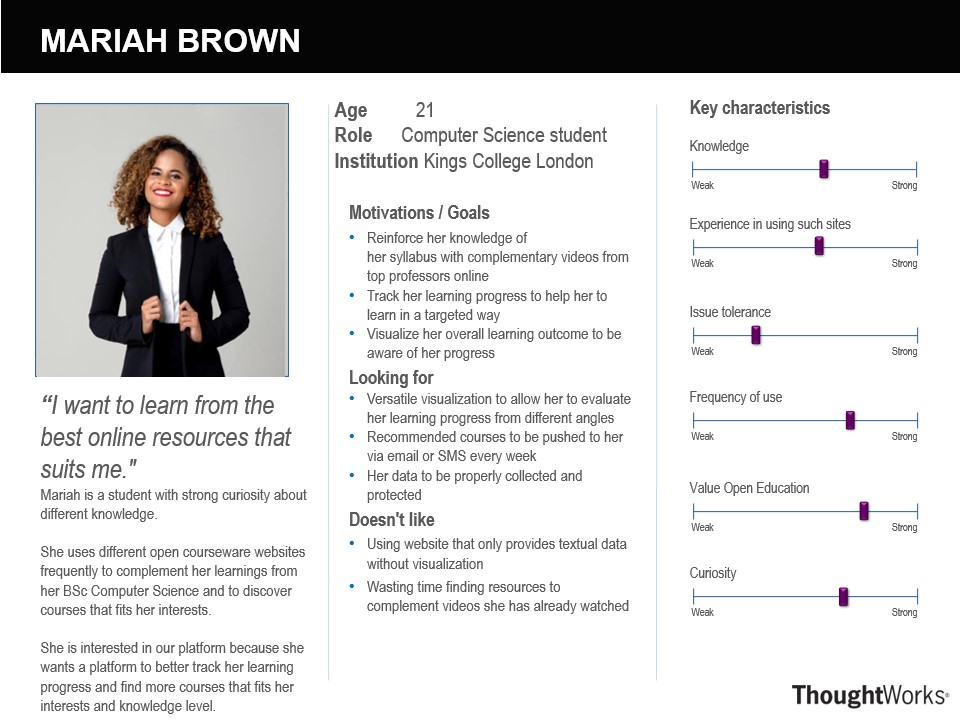 MARIAH BROWN
“I want to learn from the
best online resources that
suits me."
Mariah is a student with strong curiosity about
different knowledge.
She uses different open courseware websites
frequently to complement her learnings from
her BSc Computer Science and to discover
courses that fits her interests.
She is interested in our platform because she
wants a platform to better track her learning
progress and find more courses that fits her
interests and knowledge level.
Age 21
Role Computer Science student
Institution Kings College London
Motivations / Goals
• Reinforce her knowledge of
her syllabus with complementary videos from
top professors online
• Track her learning progress to help her to
learn in a targeted way
• Visualize her overall learning outcome to be
aware of her progress
Looking for
• Versatile visualization to allow her to evaluate
her learning progress from different angles
• Recommended courses to be pushed to her
via email or SMS every week
• Her data to be properly collected and
protected
Doesn't like
• Using website that only provides textual data
without visualization
• Wasting time finding resources to
complement videos she has already watched
Key characteristics
Knowledge
Weak Strong
Experience in using such sites
Weak Strong
Issue tolerance
Weak Strong
Frequency of use
Weak Strong
Value Open Education
Weak Strong
Curiosity
Weak Strong
ThoughtWorks®